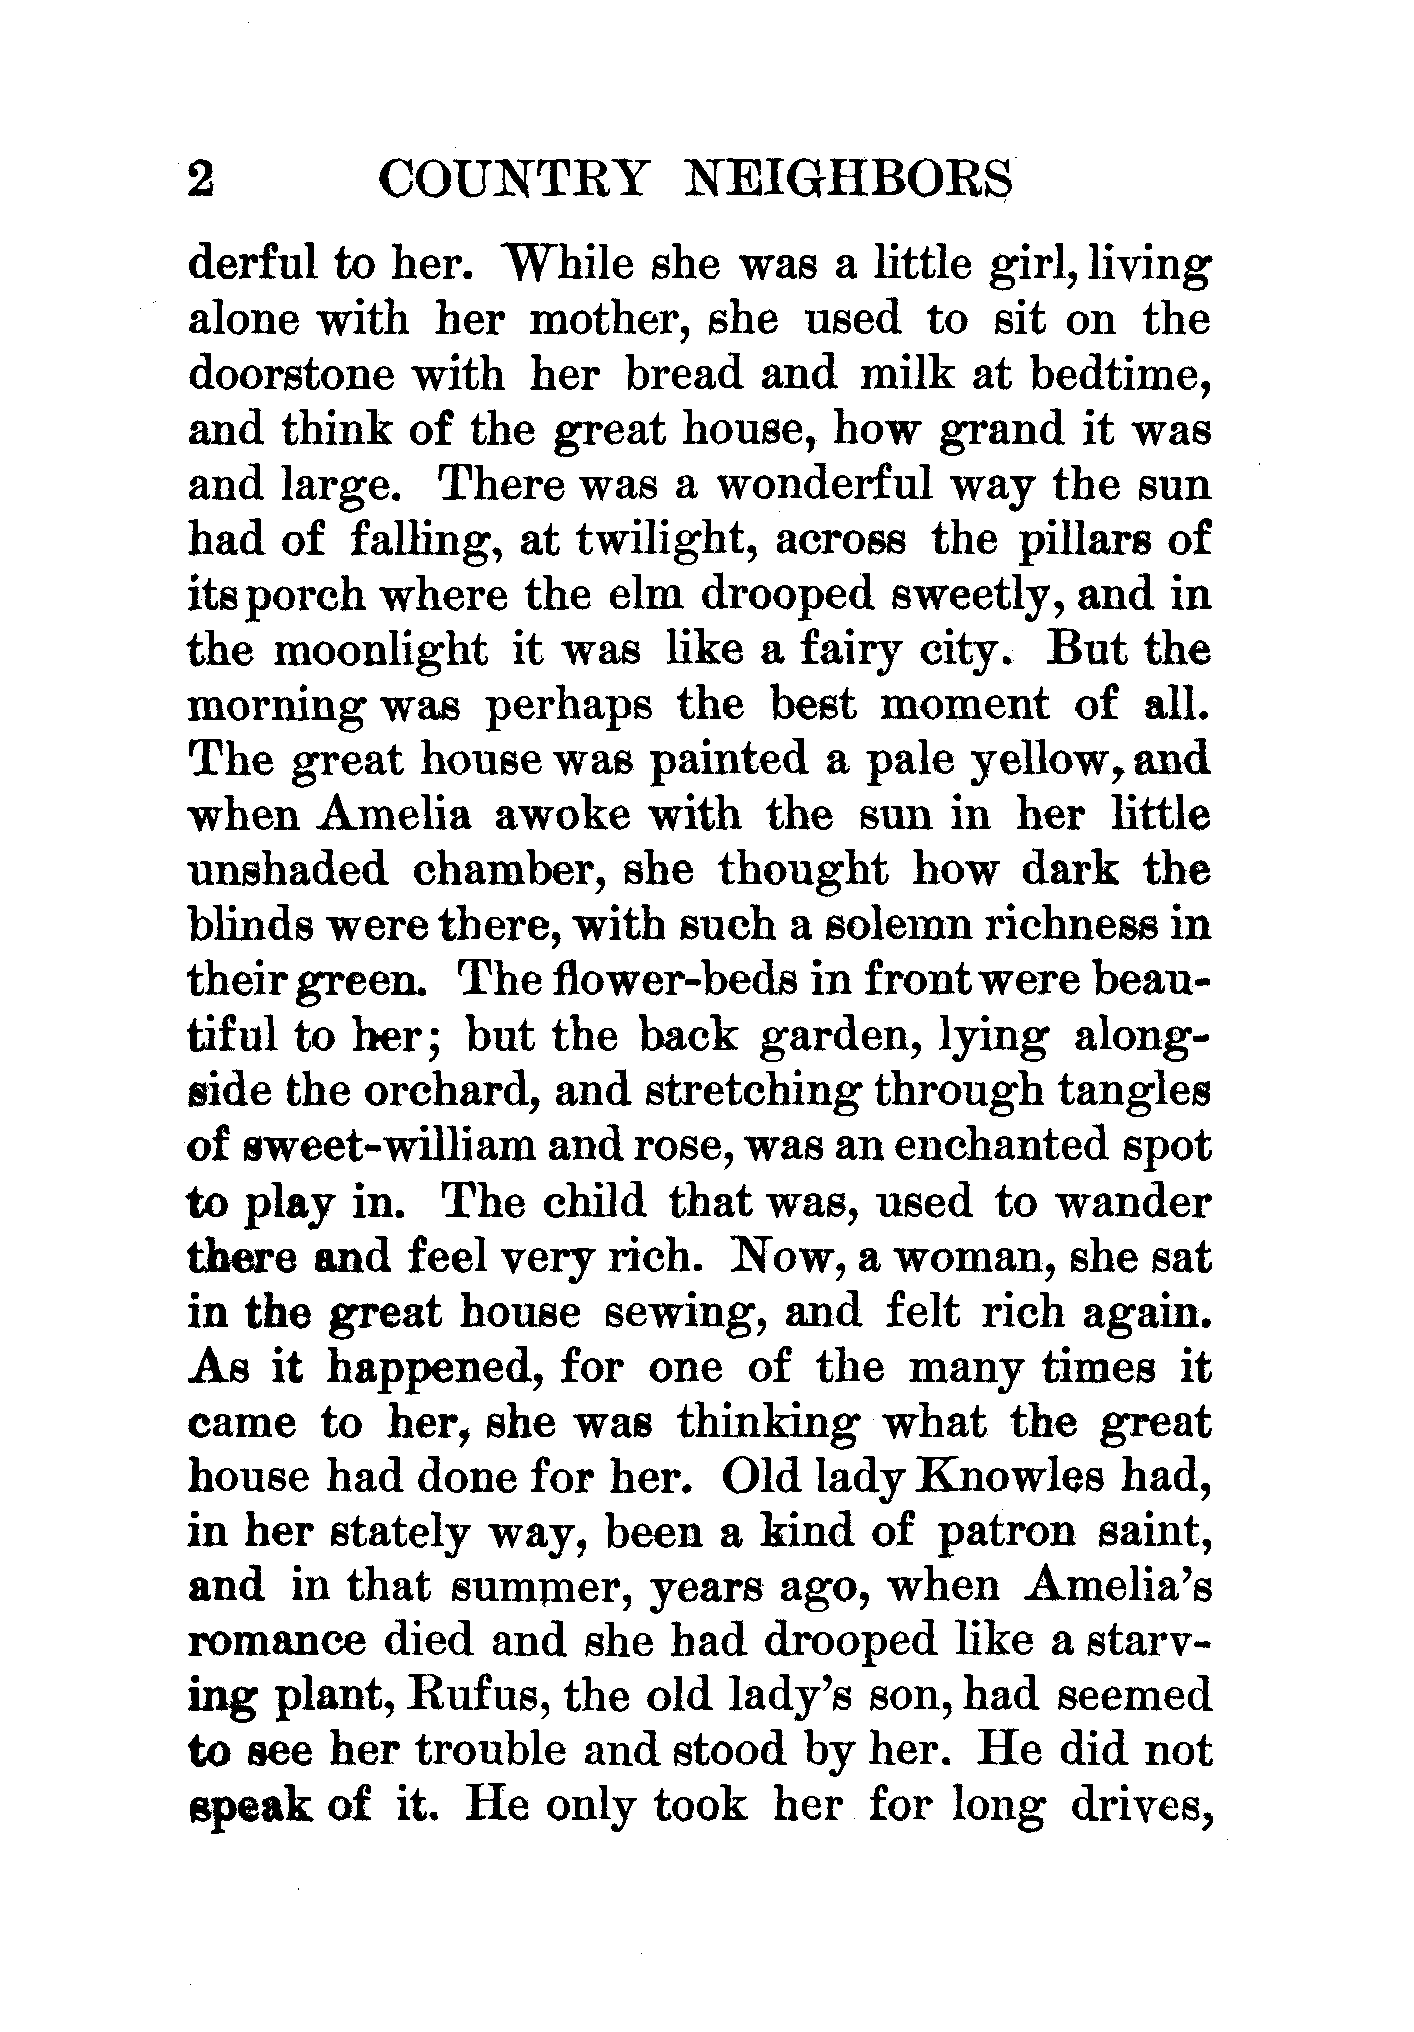 2 COUNTRY NEIGHBORS
derful to her. While she was a little girl, living
alone with her mother, she used to sit on the
doorstone with her bread and milk at bedtime,
and think of the great house, how grand it was
and large. There was a wonderful way the sun
had of falling, at twilight, across the pillars of
its porch where the elm drooped sweetly, and in
the moonlight it was like a fairy city. But the
morning was perhaps the best moment of all.
The great house was painted a pale yellow, and
when Amelia awoke with the sun in her little
unshaded chamber, she thought how dark the
blinds were there, with such a solemn richness in
their green. The flower-beds in front were beau-
tiful to her; but the back garden, lying along-
side the orchard, and stretching through tangles
of sweet-william and rose, was an enchanted spot
to play in. The child that was, used to wander
there and feel very rich. Now, a woman, she sat
in the great house sewing, and felt rich again.
As it happened, for one of the many times it
came to her, she was thinking what the great
house had done for her. Old lady Knowles had,
in her stately way, been a kind of patron saint,
and in that summer, years ago, when Amelia's
romance died and she had drooped like a starv-
ing plant, Rufus, the old lady's son, had seemed
to see her trouble and stood by her. He did not
speak of it. He only took her for long drives,